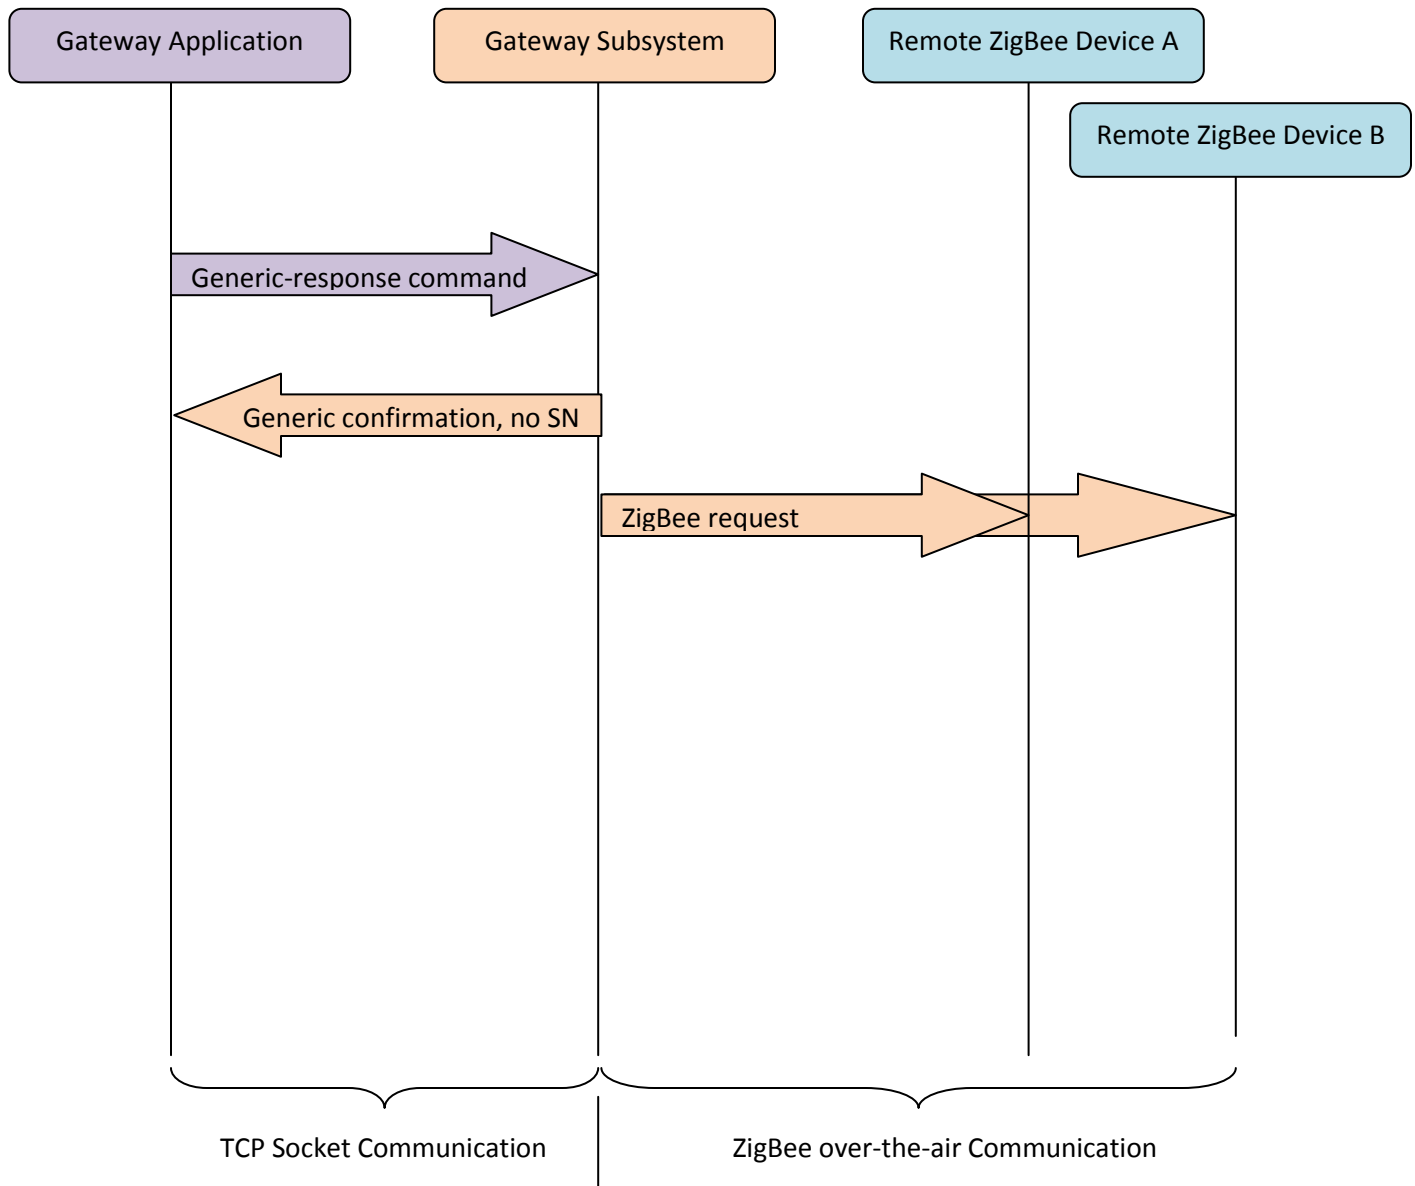 Gateway Application
Gateway Subsystem
Remote ZigBee Device A
Remote ZigBee Device B
Generic-response command
Generic confirmation, no SN
ZigBee request
TCP Socket Communication
ZigBee over-the-air Communication